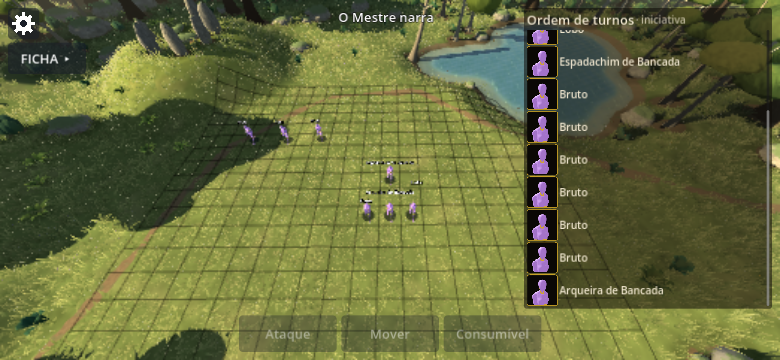 O Mestre narra
Ordem de turnos · iniciativa
FICHA
Lobo
Espadachim de Bancada
Bruto
Bruto
Bruto
Bruto
Bruto
Bruto
Arqueira de Bancada
Ataque
Mover
Consumível